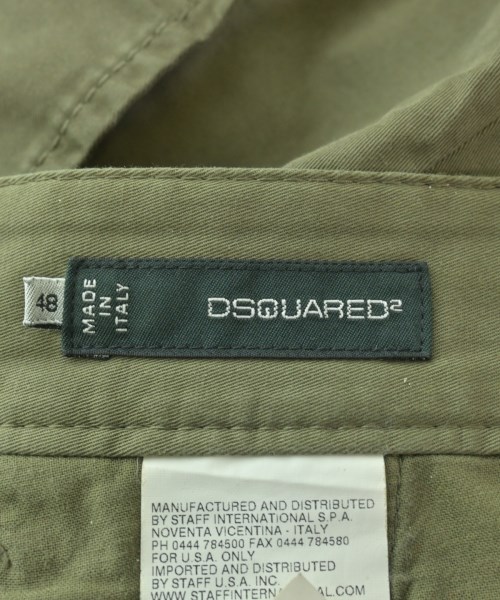 48
MADE
IN
ITALY
DSQUARED²
MANUFACTURED AND DISTRIBUTED
BY STAFF INTERNATIONAL S.P.A.
NOVENTA VICENTINA - ITALY
PH 0444 784500 FAX 0444 784580
FOR U.S.A. ONLY
IMPORTED AND DISTRIBUTED
BY STAFF U.S.A. INC.